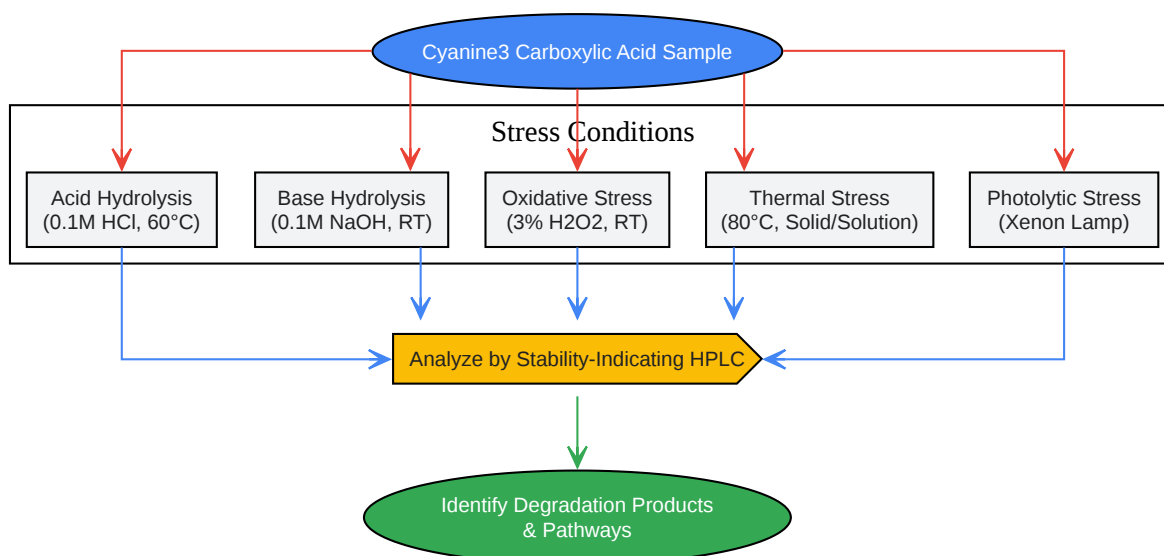 Cyanine3 Carboxylic Acid Sample
Stress Conditions
Acid Hydrolysis
(0.1M HCl, 60°C)
Base Hydrolysis
(0.1M NaOH, RT)
Oxidative Stress
(3% H2O2, RT)
Thermal Stress
(80°C, Solid/Solution)
Photolytic Stress
(Xenon Lamp)
Analyze by Stability-Indicating HPLC
Identify Degradation Products
& Pathways